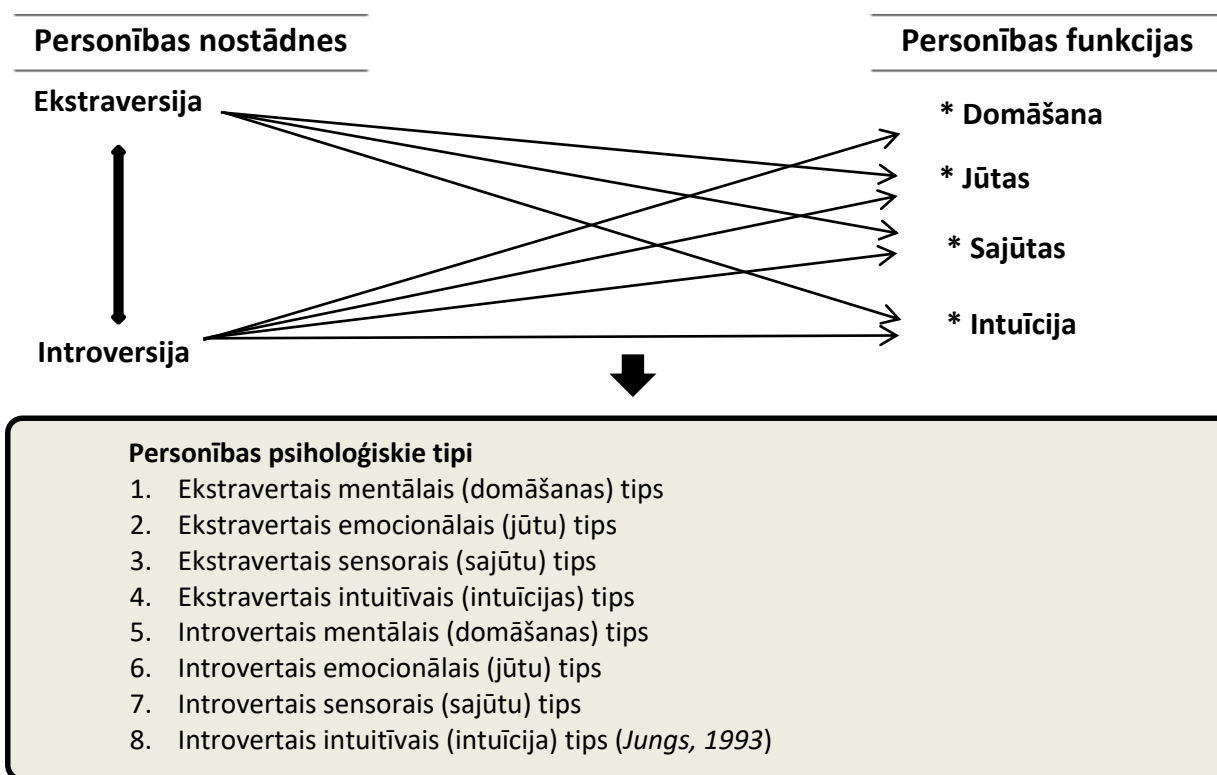 Personības nostādnes
Personības funkcijas
Ekstraversija
* Domāšana
* Jūtas
* Sajūtas
* Intuīcija
Introversija
Personības psiholoģiskie tipi
1. Ekstravertais mentālais (domāšanas) tips
2. Ekstravertais emocionālais (jūtu) tips
3. Ekstravertais sensorais (sajūtu) tips
4. Ekstravertais intuitīvais (intuīcijas) tips
5. Introvertais mentālais (domāšanas) tips
6. Introvertais emocionālais (jūtu) tips
7. Introvertais sensorais (sajūtu) tips
8. Introvertais intuitīvais (intuīcija) tips (Jungs, 1993)